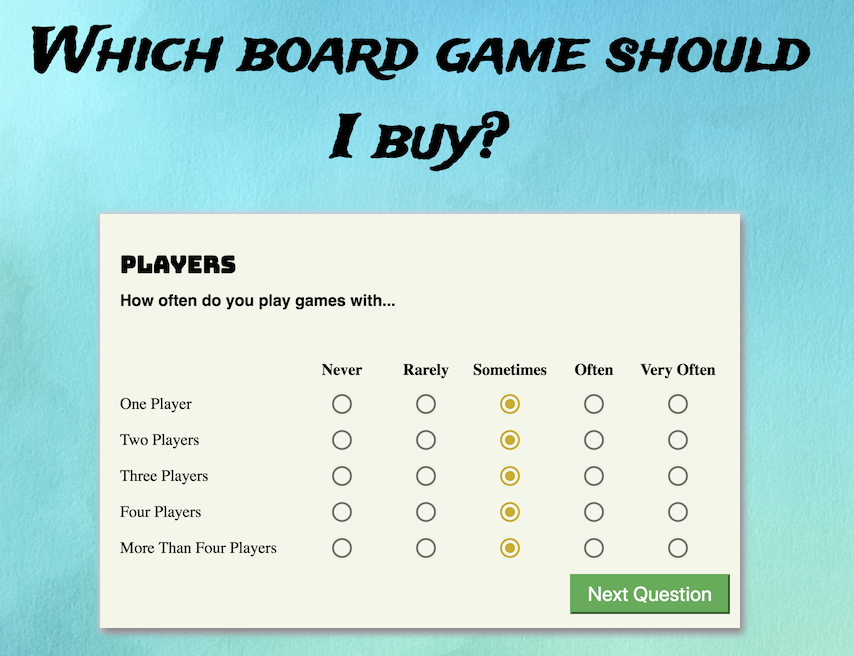 Which board game should
I buy?
PLAYERS
How often do you play games with...
Never Rarely Sometimes Often Very Often
One Player
Two Players
Three Players
Four Players
More Than Four Players
Next Question